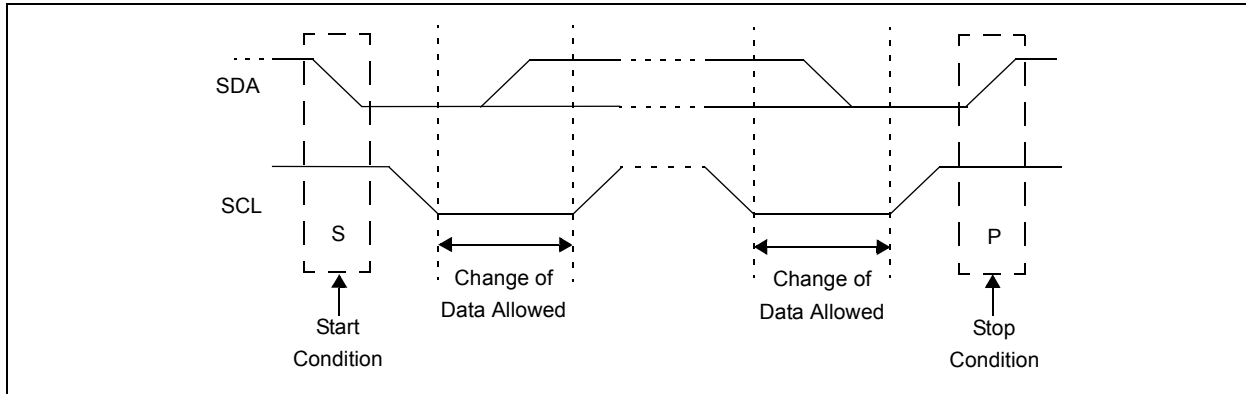 SDA
SCL
S
P
Change of
Data Allowed
Change of
Data Allowed
Start
Condition
Stop
Condition